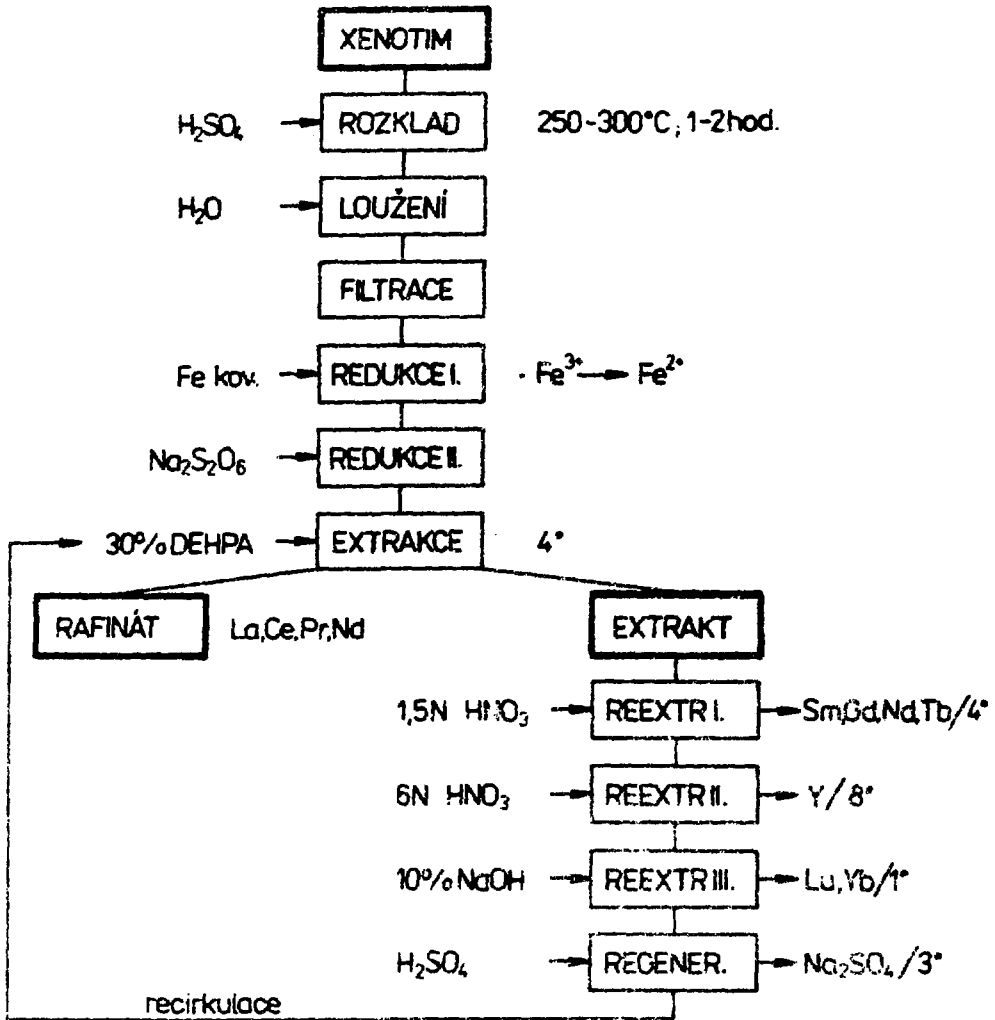 XENOTIM
H₂SO₄ → ROZKLAD 250-300°C; 1-2hod.
H₂O → LOUŽENÍ
FILTRACE
Fe kov. → REDUKCE I. · Fe³⁺ → Fe²⁺
Na₂S₂O₆ → REDUKCE II.
30% DEHPA → EXTRAKCE 4°
RAFINÁT La,Ce,Pr,Nd EXTRAKT
1,5N HNO₃ → REEXTR I. → Sm,Gd,Nd,Tb/4°
6N HNO₃ → REEXTR II. → Y/8°
10% NaOH → REEXTR III. → Lu,Yb/1°
H₂SO₄ → REGENER. → Na₂SO₄/3°
recirkulace